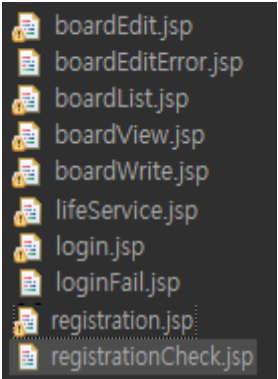 boardEdit.jsp
boardEditError.jsp
boardList.jsp
boardView.jsp
boardWrite.jsp
lifeService.jsp
login.jsp
loginFail.jsp
registration.jsp
registrationCheck.jsp